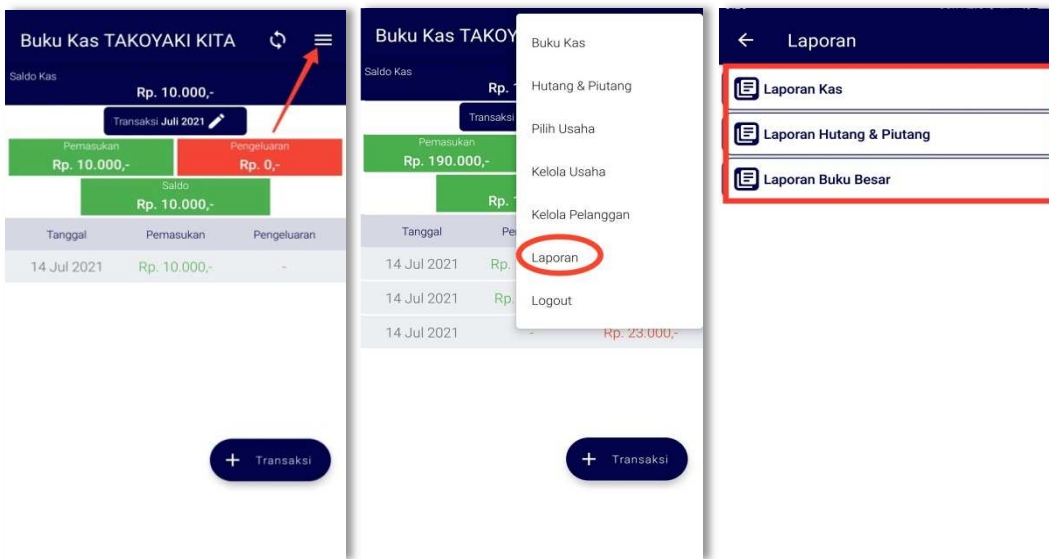 Buku Kas TAKOYAKI KITA
Saldo Kas
Rp. 10.000,-
Transaksi Juli 2021
Pemasukan Pengeluaran
Rp. 10.000,- Rp. 0,-
Saldo
Rp. 10.000,-
Tanggal Pemasukan Pengeluaran
14 Jul 2021 Rp. 10.000,- -
+ Transaksi
Buku Kas TAKOY
Saldo Kas
Rp.
Transaksi
Pemasukan
Rp. 190.000,-
Rp.
Tanggal Pe
14 Jul 2021 Rp.
14 Jul 2021 Rp.
14 Jul 2021 - Rp. 23.000,-
Buku Kas
Hutang & Piutang
Pilih Usaha
Kelola Usaha
Kelola Pelanggan
Laporan
Logout
+ Transaksi
Laporan
Laporan Kas
Laporan Hutang & Piutang
Laporan Buku Besar